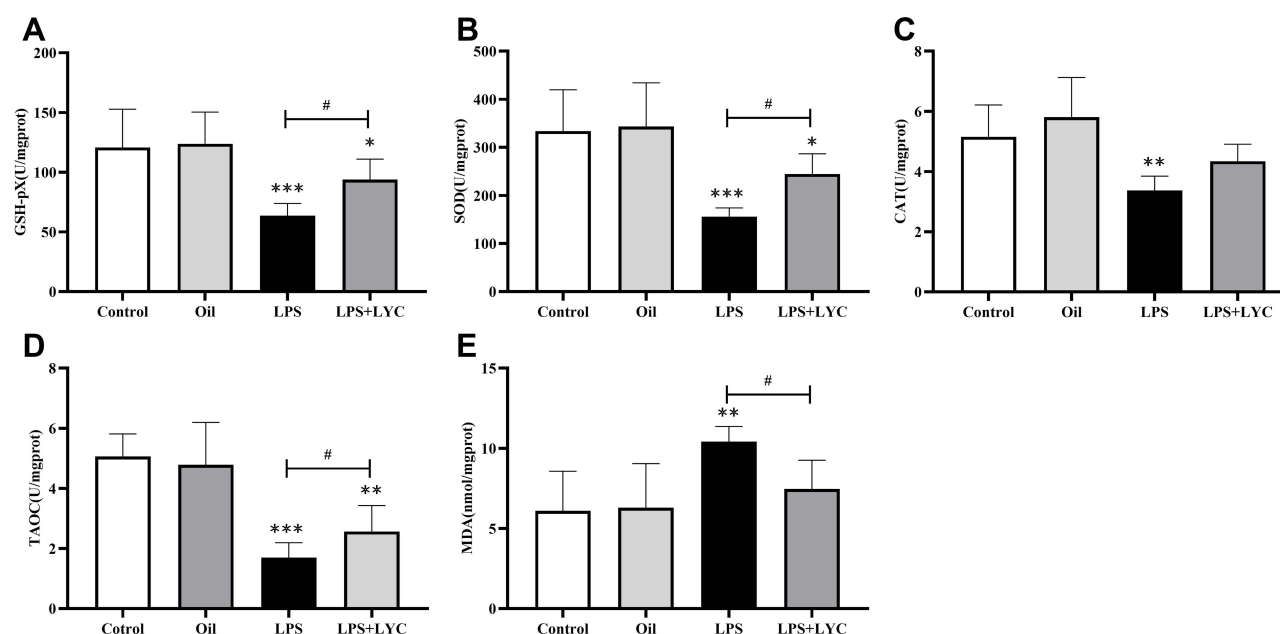 A
GSH-pX(U/mgprot)
200
150
100
50
0
***
#
*
Control Oil LPS LPS+LYC
B
SOD(U/mgprot)
500
400
300
200
100
0
***
#
*
Control Oil LPS LPS+LYC
C
CAT(U/mgprot)
8
6
4
2
0
**
Control Oil LPS LPS+LYC
D
TAOC(U/mgprot)
8
6
4
2
0
***
#
**
Cotrol Oil LPS LPS+LYC
E
MDA(nmol/mgprot)
15
10
5
0
**
#
Control Oil LPS LPS+LYC